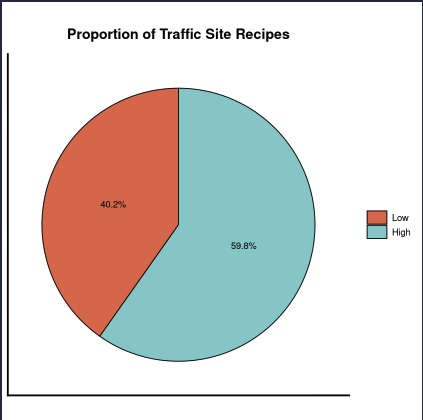 Proportion of Traffic Site Recipes
40.2%
59.8%
Low
High